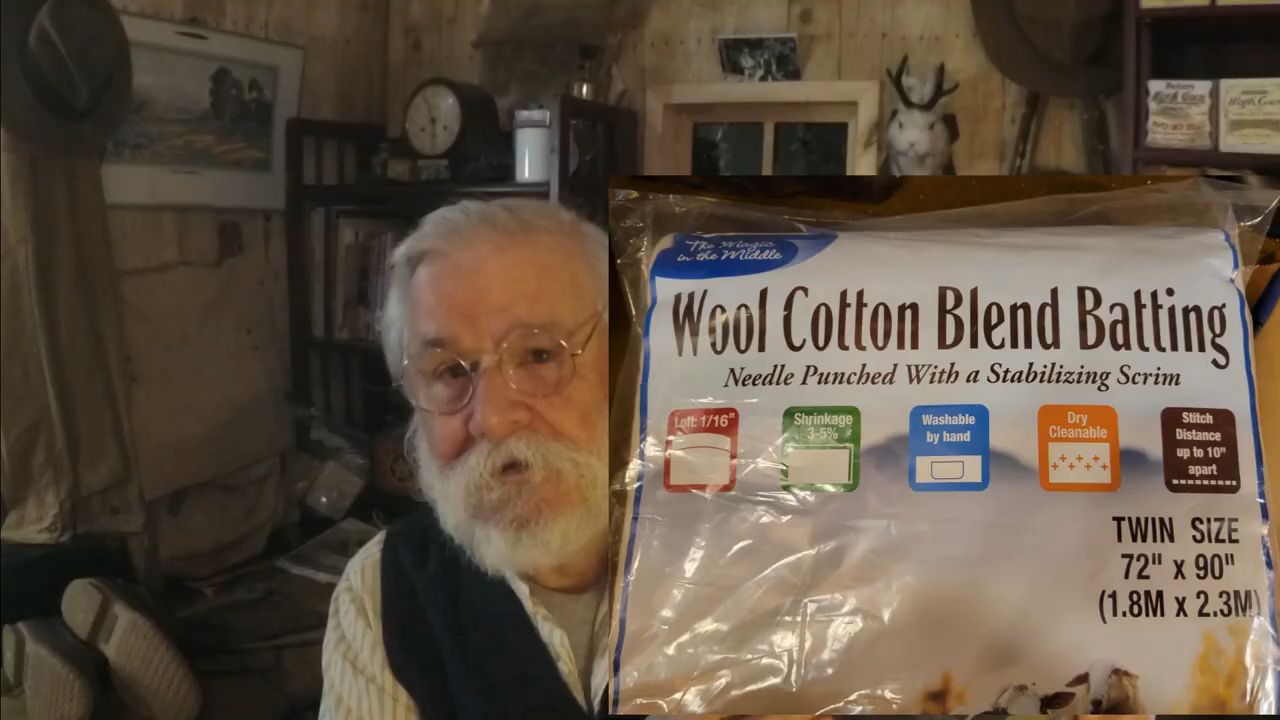 The Magic
in the Middle
Wool Cotton Blend Batting
Needle Punched With a Stabilizing Scrim
Loft: 1/16"
Shrinkage
3-5%
Washable
by hand
Dry
Cleanable
Stitch
Distance
up to 10"
apart
TWIN SIZE
72" x 90"
(1.8M x 2.3M)